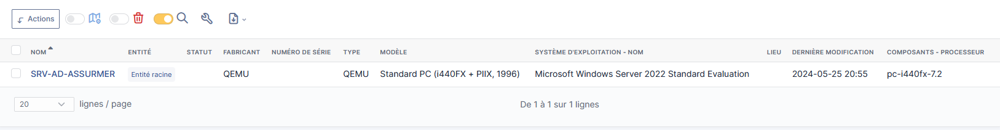 Actions
NOM ENTITÉ STATUT FABRICANT NUMÉRO DE SÉRIE TYPE MODÈLE SYSTÈME D'EXPLOITATION - NOM LIEU DERNIÈRE MODIFICATION COMPOSANTS - PROCESSEUR
SRV-AD-ASSURMER Entité racine QEMU QEMU Standard PC (i440FX + PIIX, 1996) Microsoft Windows Server 2022 Standard Evaluation 2024-05-25 20:55 pc-i440fx-7.2
20 lignes / page De 1 à 1 sur 1 lignes